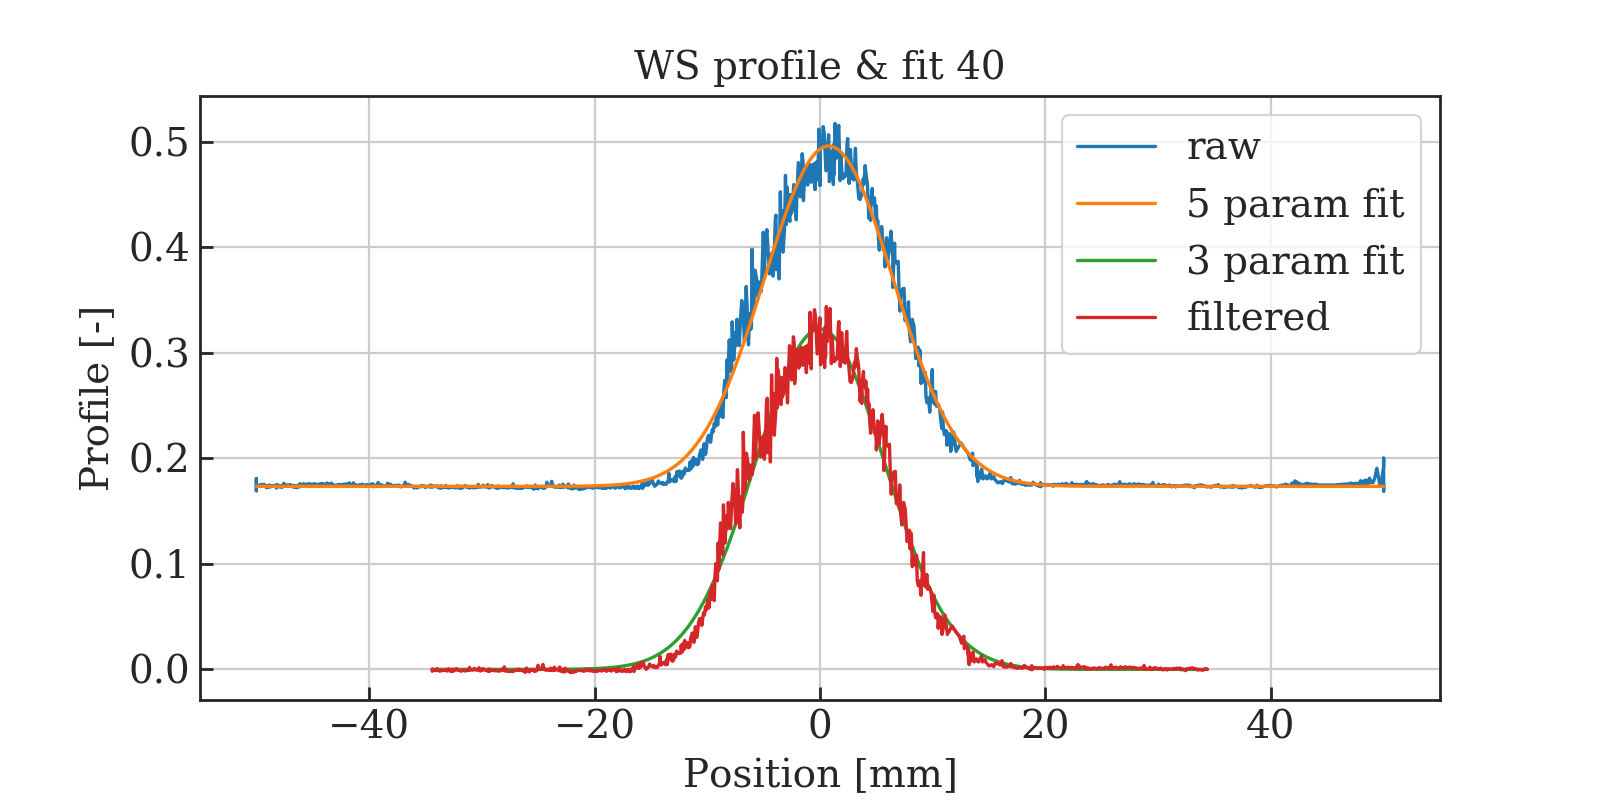 WS profile & fit 40
Profile [-]
0.5
0.4
0.3
0.2
0.1
0.0
raw
5 param fit
3 param fit
filtered
−40 −20 0 20 40
Position [mm]